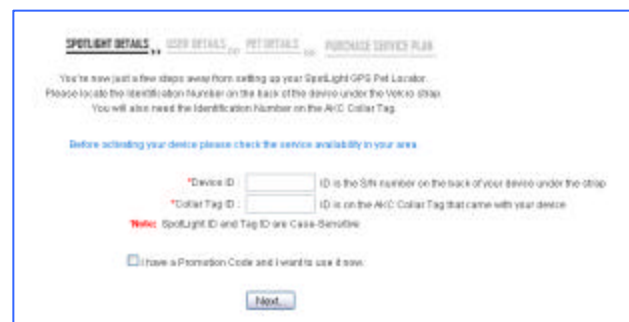 SPOTLIGHT DETAILS >> USER DETAILS >> PET DETAILS >> PURCHASE SERVICE PLAN
You're now just a few steps away from setting up your SpotLight GPS Pet Locator.
Please locate the Identification Number on the back of the device under the Velcro strap.
You will also need the Identification Number on the AKC Collar Tag.
Before activating your device please check the service availability in your area
*Device ID : ID is the S/N number on the back of your device under the strap
*Collar Tag ID : ID is on the AKC Collar Tag that came with your device
*Note: SpotLight ID and Tag ID are Case-Sensitive
I have a Promotion Code and I want to use it now.
Next...